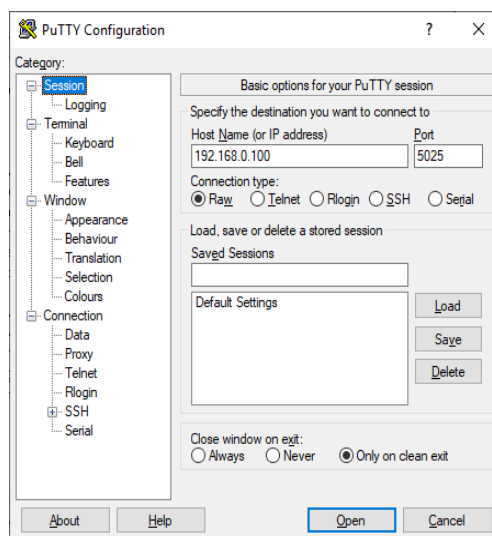 PuTTY Configuration ? ×
Category:
Session
Logging
Terminal
Keyboard
Bell
Features
Window
Appearance
Behaviour
Translation
Selection
Colours
Connection
Data
Proxy
Telnet
Rlogin
SSH
Serial
Basic options for your PuTTY session
Specify the destination you want to connect to
Host Name (or IP address) Port
192.168.0.100 5025
Connection type:
Raw Telnet Rlogin SSH Serial
Load, save or delete a stored session
Saved Sessions
Default Settings
Load
Save
Delete
Close window on exit:
Always Never Only on clean exit
About Help Open Cancel